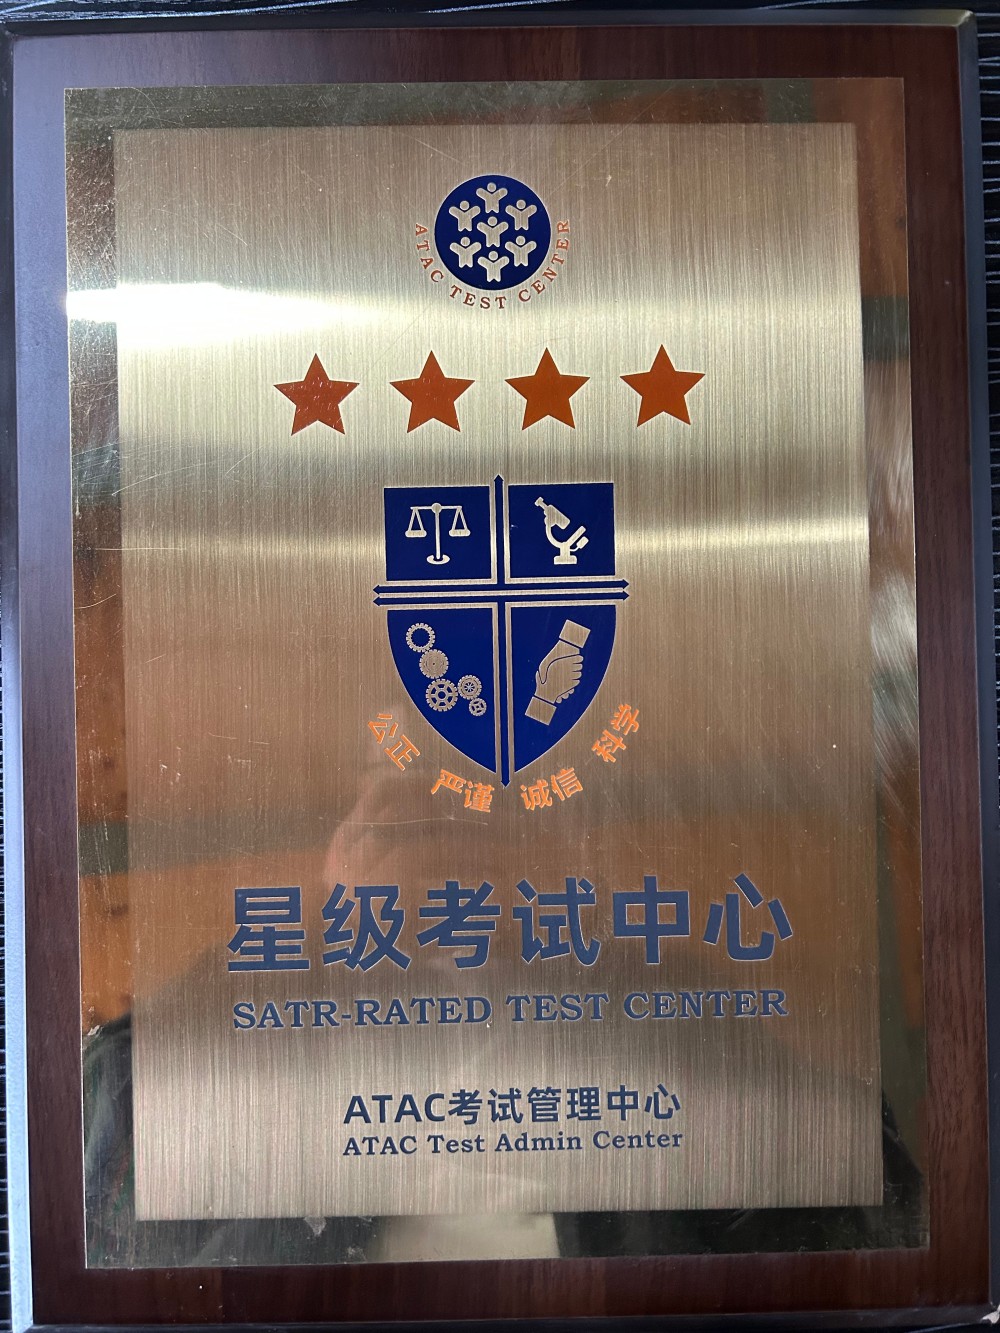 ATAC TEST CENTER
公正 严谨 诚信 科学
星级考试中心
SATR-RATED TEST CENTER
ATAC考试管理中心
ATAC Test Admin Center